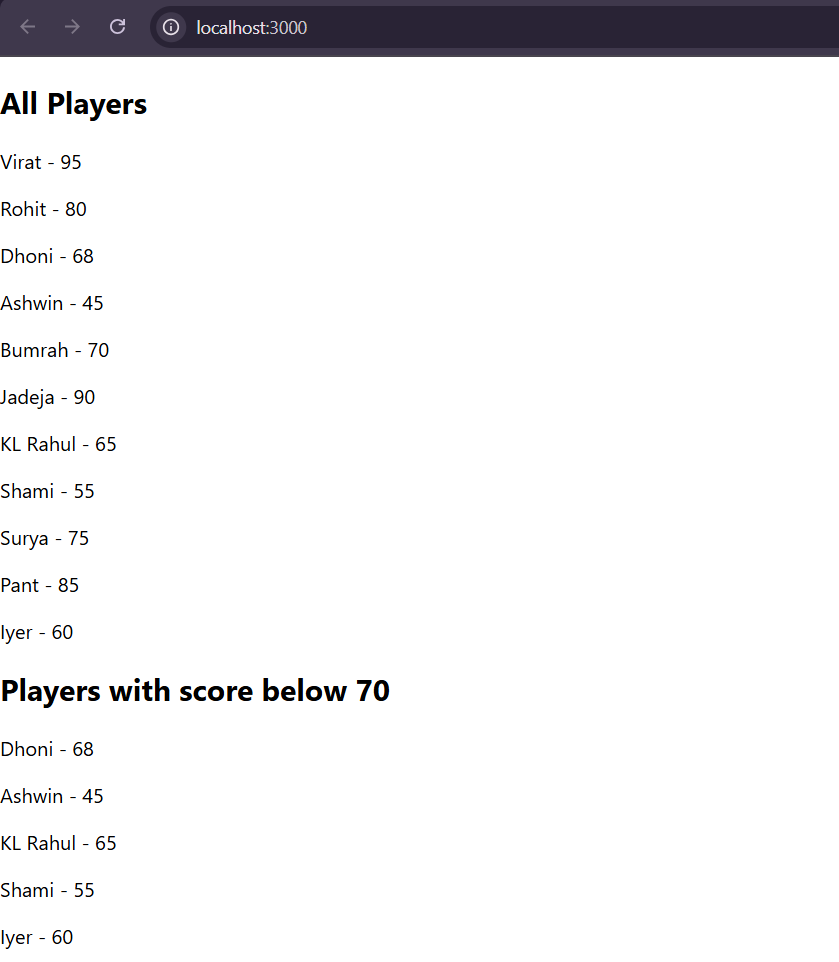 localhost:3000
All Players
Virat - 95
Rohit - 80
Dhoni - 68
Ashwin - 45
Bumrah - 70
Jadeja - 90
KL Rahul - 65
Shami - 55
Surya - 75
Pant - 85
Iyer - 60
Players with score below 70
Dhoni - 68
Ashwin - 45
KL Rahul - 65
Shami - 55
Iyer - 60